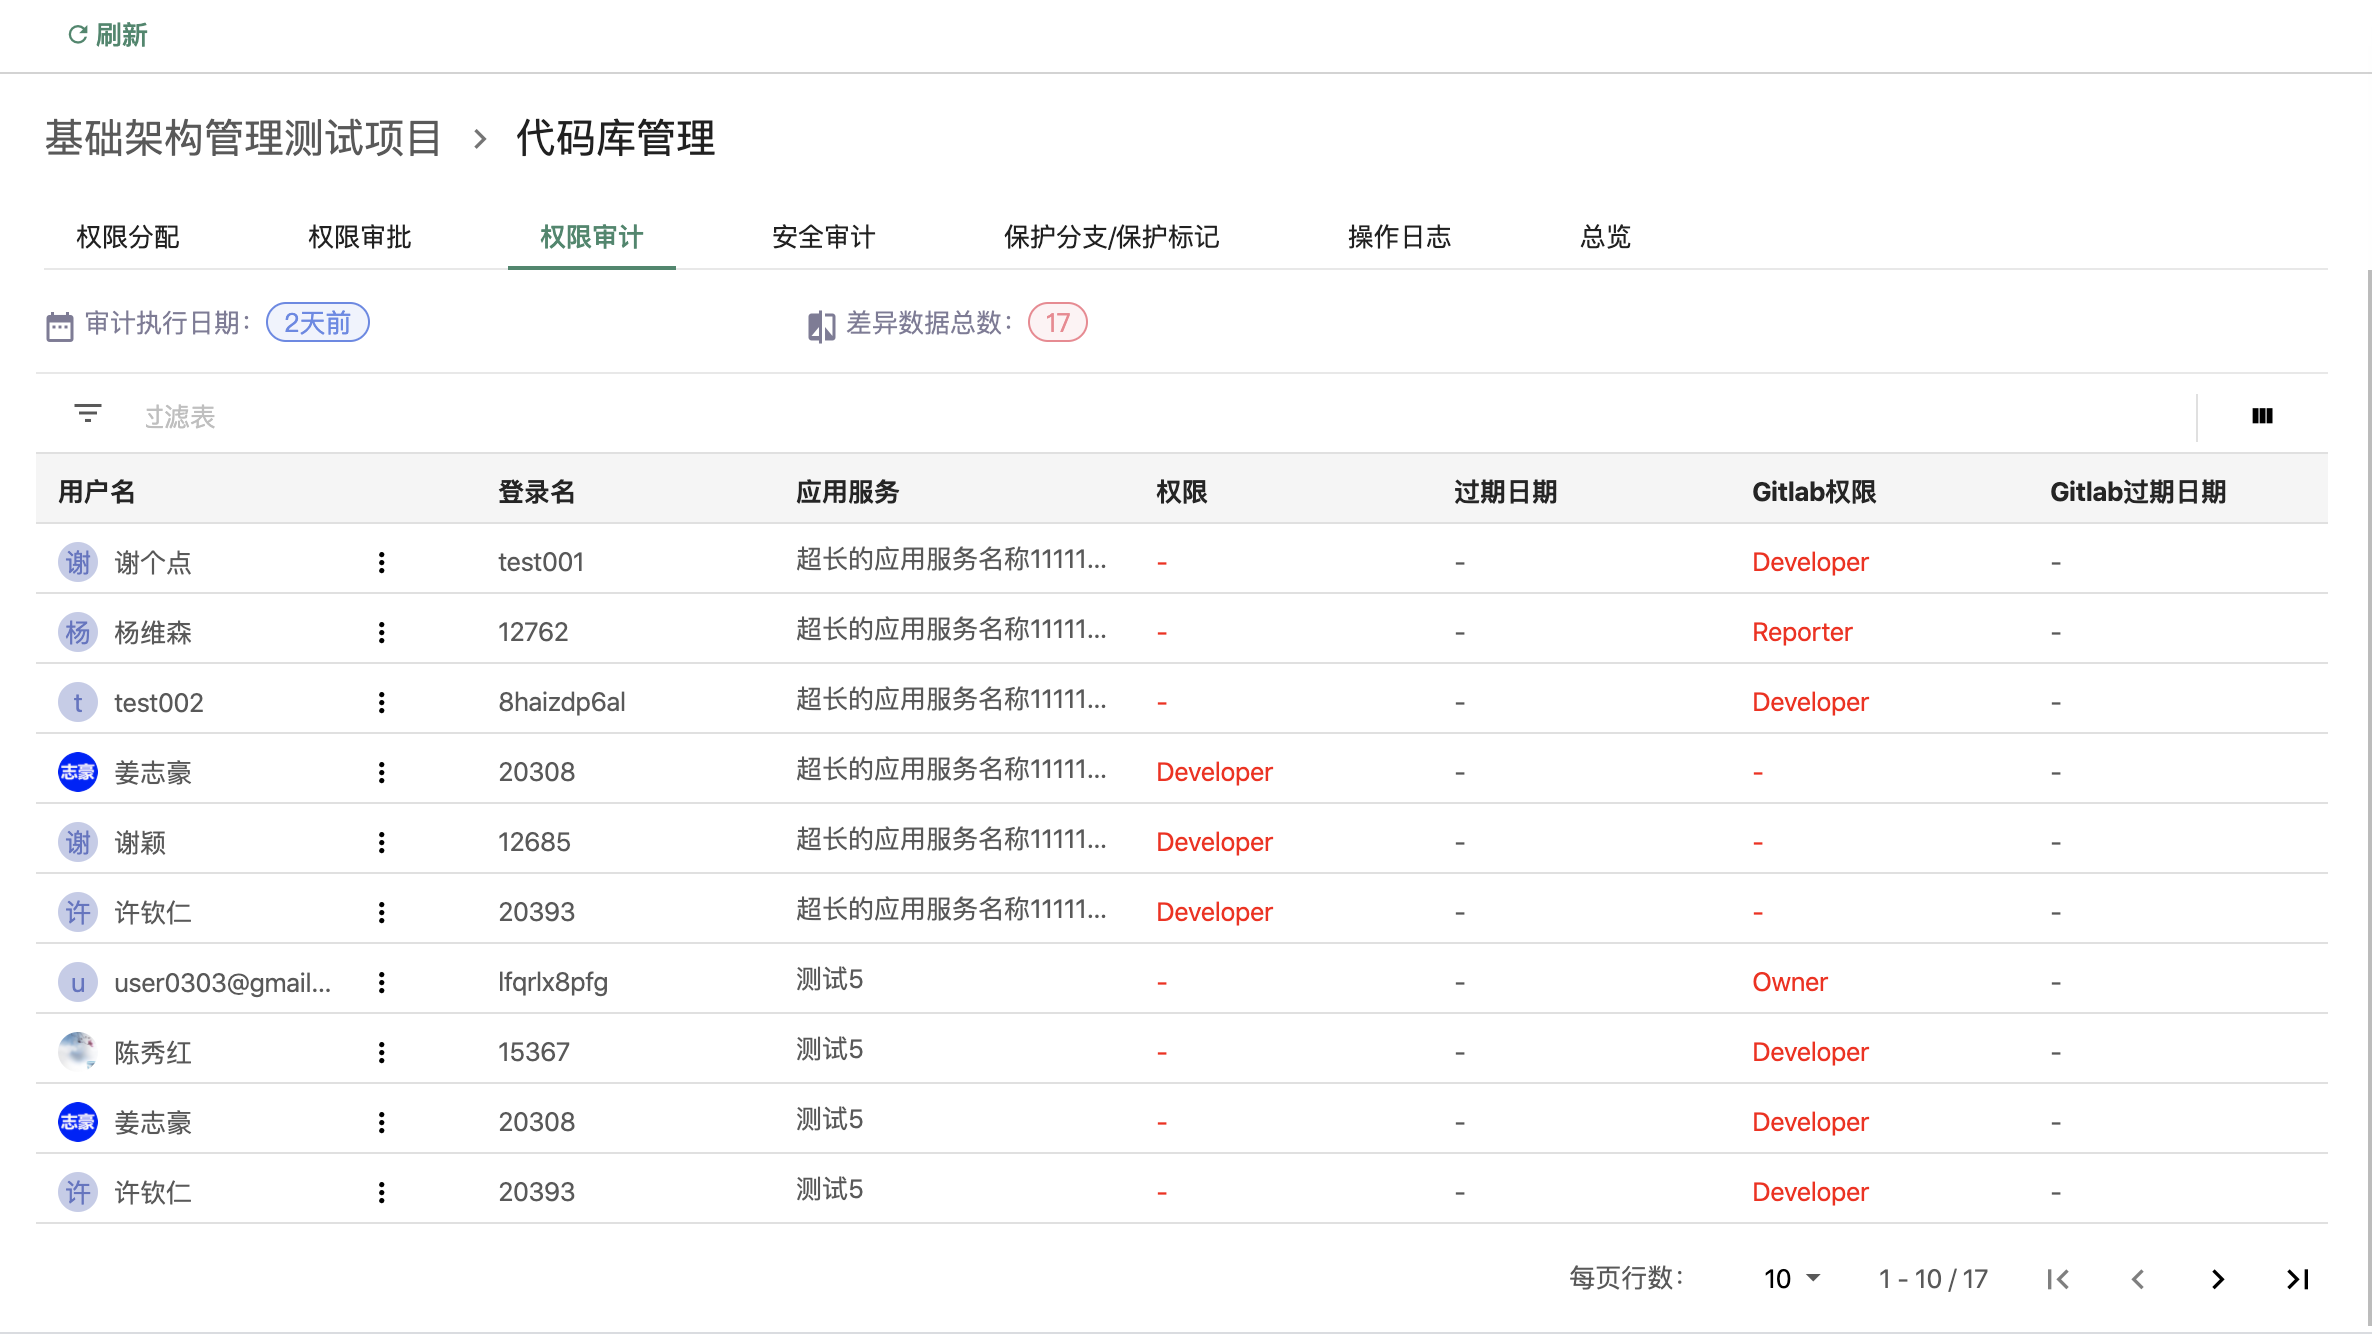 刷新
基础架构管理测试项目 > 代码库管理
权限分配 权限审批 权限审计 安全审计 保护分支/保护标记 操作日志 总览
审计执行日期： 2天前 差异数据总数： 17
过滤表
用户名 登录名 应用服务 权限 过期日期 Gitlab权限 Gitlab过期日期
谢 谢个点 test001 超长的应用服务名称11111... - - Developer -
杨 杨维森 12762 超长的应用服务名称11111... - - Reporter -
t test002 8haizdp6al 超长的应用服务名称11111... - - Developer -
志豪 姜志豪 20308 超长的应用服务名称11111... Developer - - -
谢 谢颖 12685 超长的应用服务名称11111... Developer - - -
许 许钦仁 20393 超长的应用服务名称11111... Developer - - -
u user0303@gmail... lfqrlx8pfg 测试5 - - Owner -
陈秀红 15367 测试5 - - Developer -
志豪 姜志豪 20308 测试5 - - Developer -
许 许钦仁 20393 测试5 - - Developer -
每页行数： 10 1 - 10 / 17